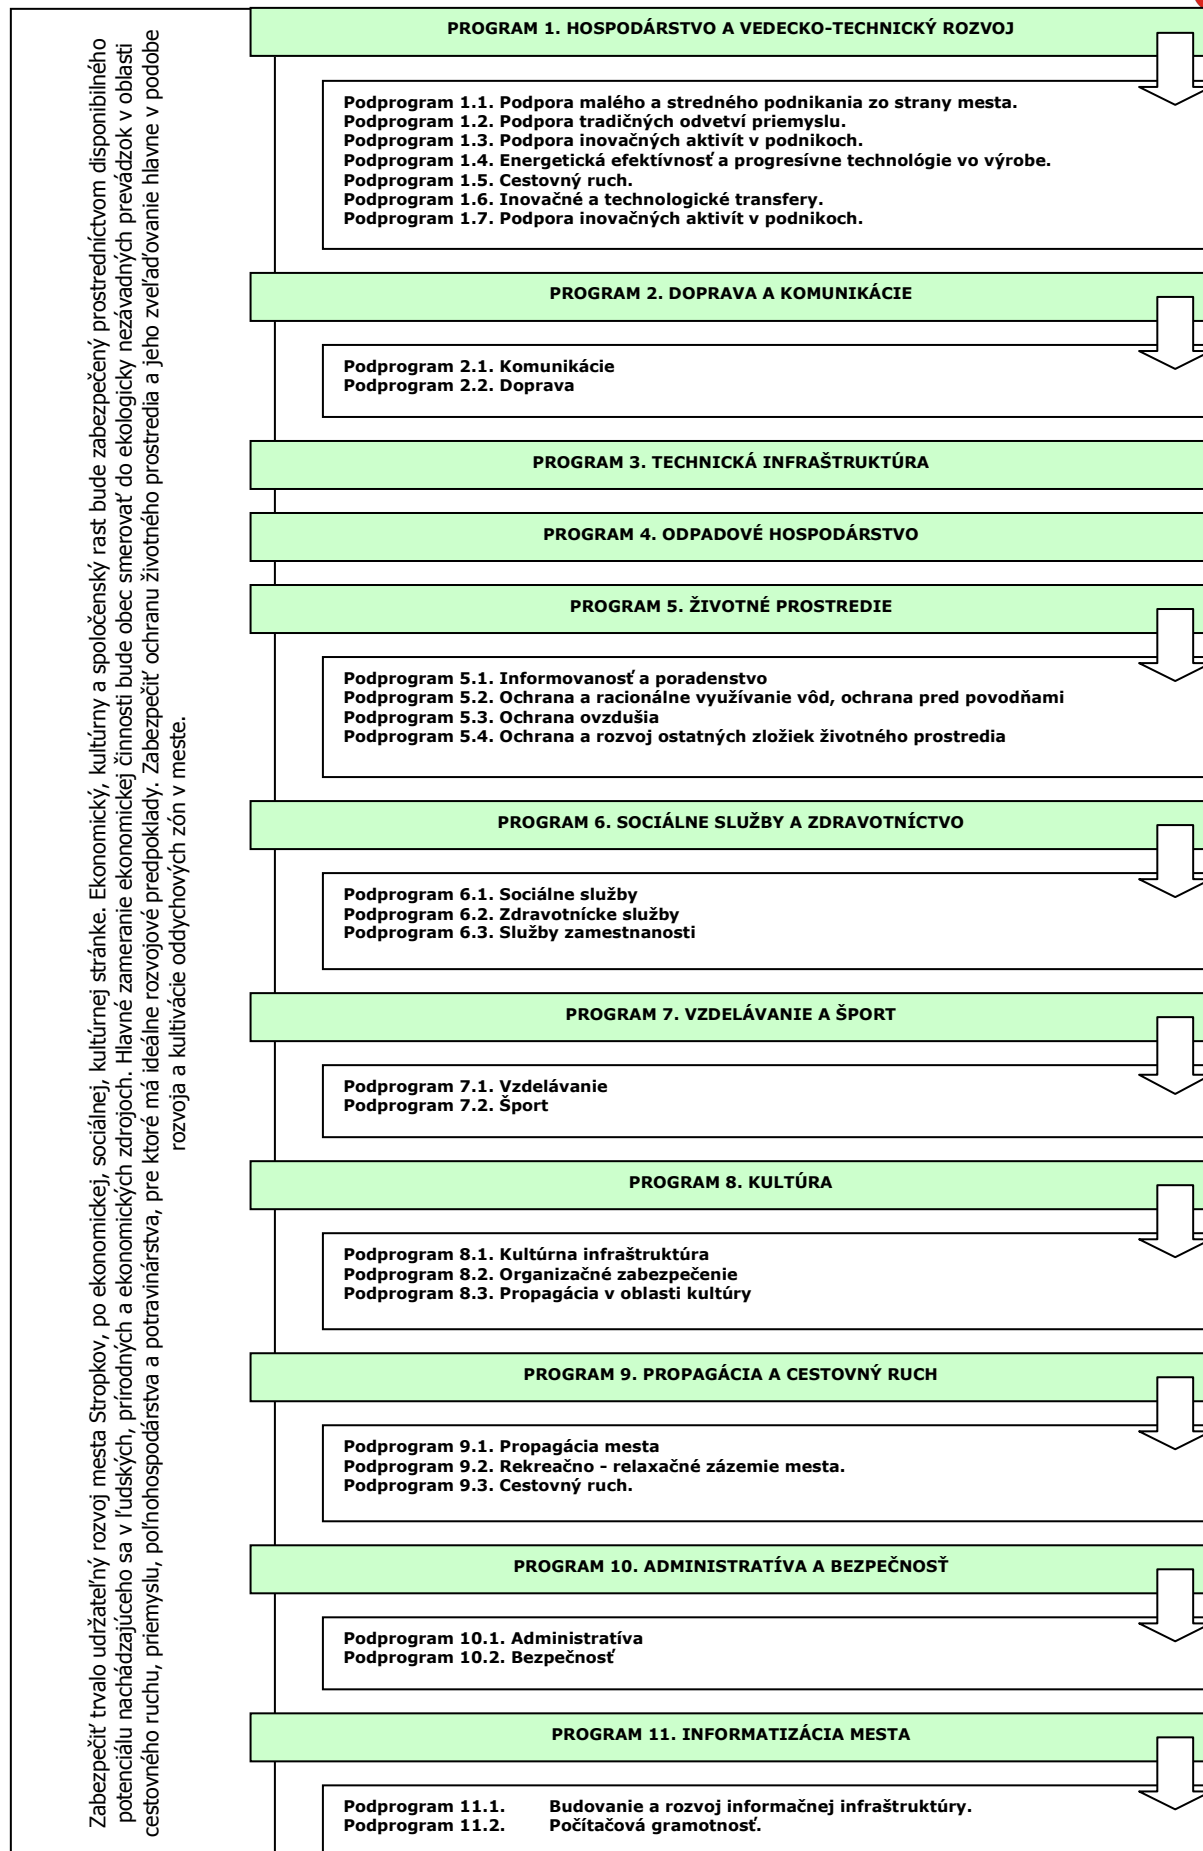 Zabezpečiť trvalo udržateľný rozvoj mesta Stropkov, po ekonomickej, sociálnej, kultúrnej stránke. Ekonomický, kultúrny a spoločenský rast bude zabezpečený prostredníctvom disponibilného
potenciálu nachádzajúceho sa v ľudských, prírodných a ekonomických zdrojoch. Hlavné zameranie ekonomickej činnosti bude obec smerovať do ekologicky nezávadných prevádzok v oblasti
cestovného ruchu, priemyslu, poľnohospodárstva a potravinárstva, pre ktoré má ideálne rozvojové predpoklady. Zabezpečiť ochranu životného prostredia a jeho zveľaďovanie hlavne v podobe
rozvoja a kultivácie oddychových zón v meste.
PROGRAM 1. HOSPODÁRSTVO A VEDECKO-TECHNICKÝ ROZVOJ
Podprogram 1.1. Podpora malého a stredného podnikania zo strany mesta.
Podprogram 1.2. Podpora tradičných odvetví priemyslu.
Podprogram 1.3. Podpora inovačných aktivít v podnikoch.
Podprogram 1.4. Energetická efektívnosť a progresívne technológie vo výrobe.
Podprogram 1.5. Cestovný ruch.
Podprogram 1.6. Inovačné a technologické transfery.
Podprogram 1.7. Podpora inovačných aktivít v podnikoch.
PROGRAM 2. DOPRAVA A KOMUNIKÁCIE
Podprogram 2.1. Komunikácie
Podprogram 2.2. Doprava
PROGRAM 3. TECHNICKÁ INFRAŠTRUKTÚRA
PROGRAM 4. ODPADOVÉ HOSPODÁRSTVO
PROGRAM 5. ŽIVOTNÉ PROSTREDIE
Podprogram 5.1. Informovanosť a poradenstvo
Podprogram 5.2. Ochrana a racionálne využívanie vôd, ochrana pred povodňami
Podprogram 5.3. Ochrana ovzdušia
Podprogram 5.4. Ochrana a rozvoj ostatných zložiek životného prostredia
PROGRAM 6. SOCIÁLNE SLUŽBY A ZDRAVOTNÍCTVO
Podprogram 6.1. Sociálne služby
Podprogram 6.2. Zdravotnícke služby
Podprogram 6.3. Služby zamestnanosti
PROGRAM 7. VZDELÁVANIE A ŠPORT
Podprogram 7.1. Vzdelávanie
Podprogram 7.2. Šport
PROGRAM 8. KULTÚRA
Podprogram 8.1. Kultúrna infraštruktúra
Podprogram 8.2. Organizačné zabezpečenie
Podprogram 8.3. Propagácia v oblasti kultúry
PROGRAM 9. PROPAGÁCIA A CESTOVNÝ RUCH
Podprogram 9.1. Propagácia mesta
Podprogram 9.2. Rekreačno - relaxačné zázemie mesta.
Podprogram 9.3. Cestovný ruch.
PROGRAM 10. ADMINISTRATÍVA A BEZPEČNOSŤ
Podprogram 10.1. Administratíva
Podprogram 10.2. Bezpečnosť
PROGRAM 11. INFORMATIZÁCIA MESTA
Podprogram 11.1. Budovanie a rozvoj informačnej infraštruktúry.
Podprogram 11.2. Počítačová gramotnosť.